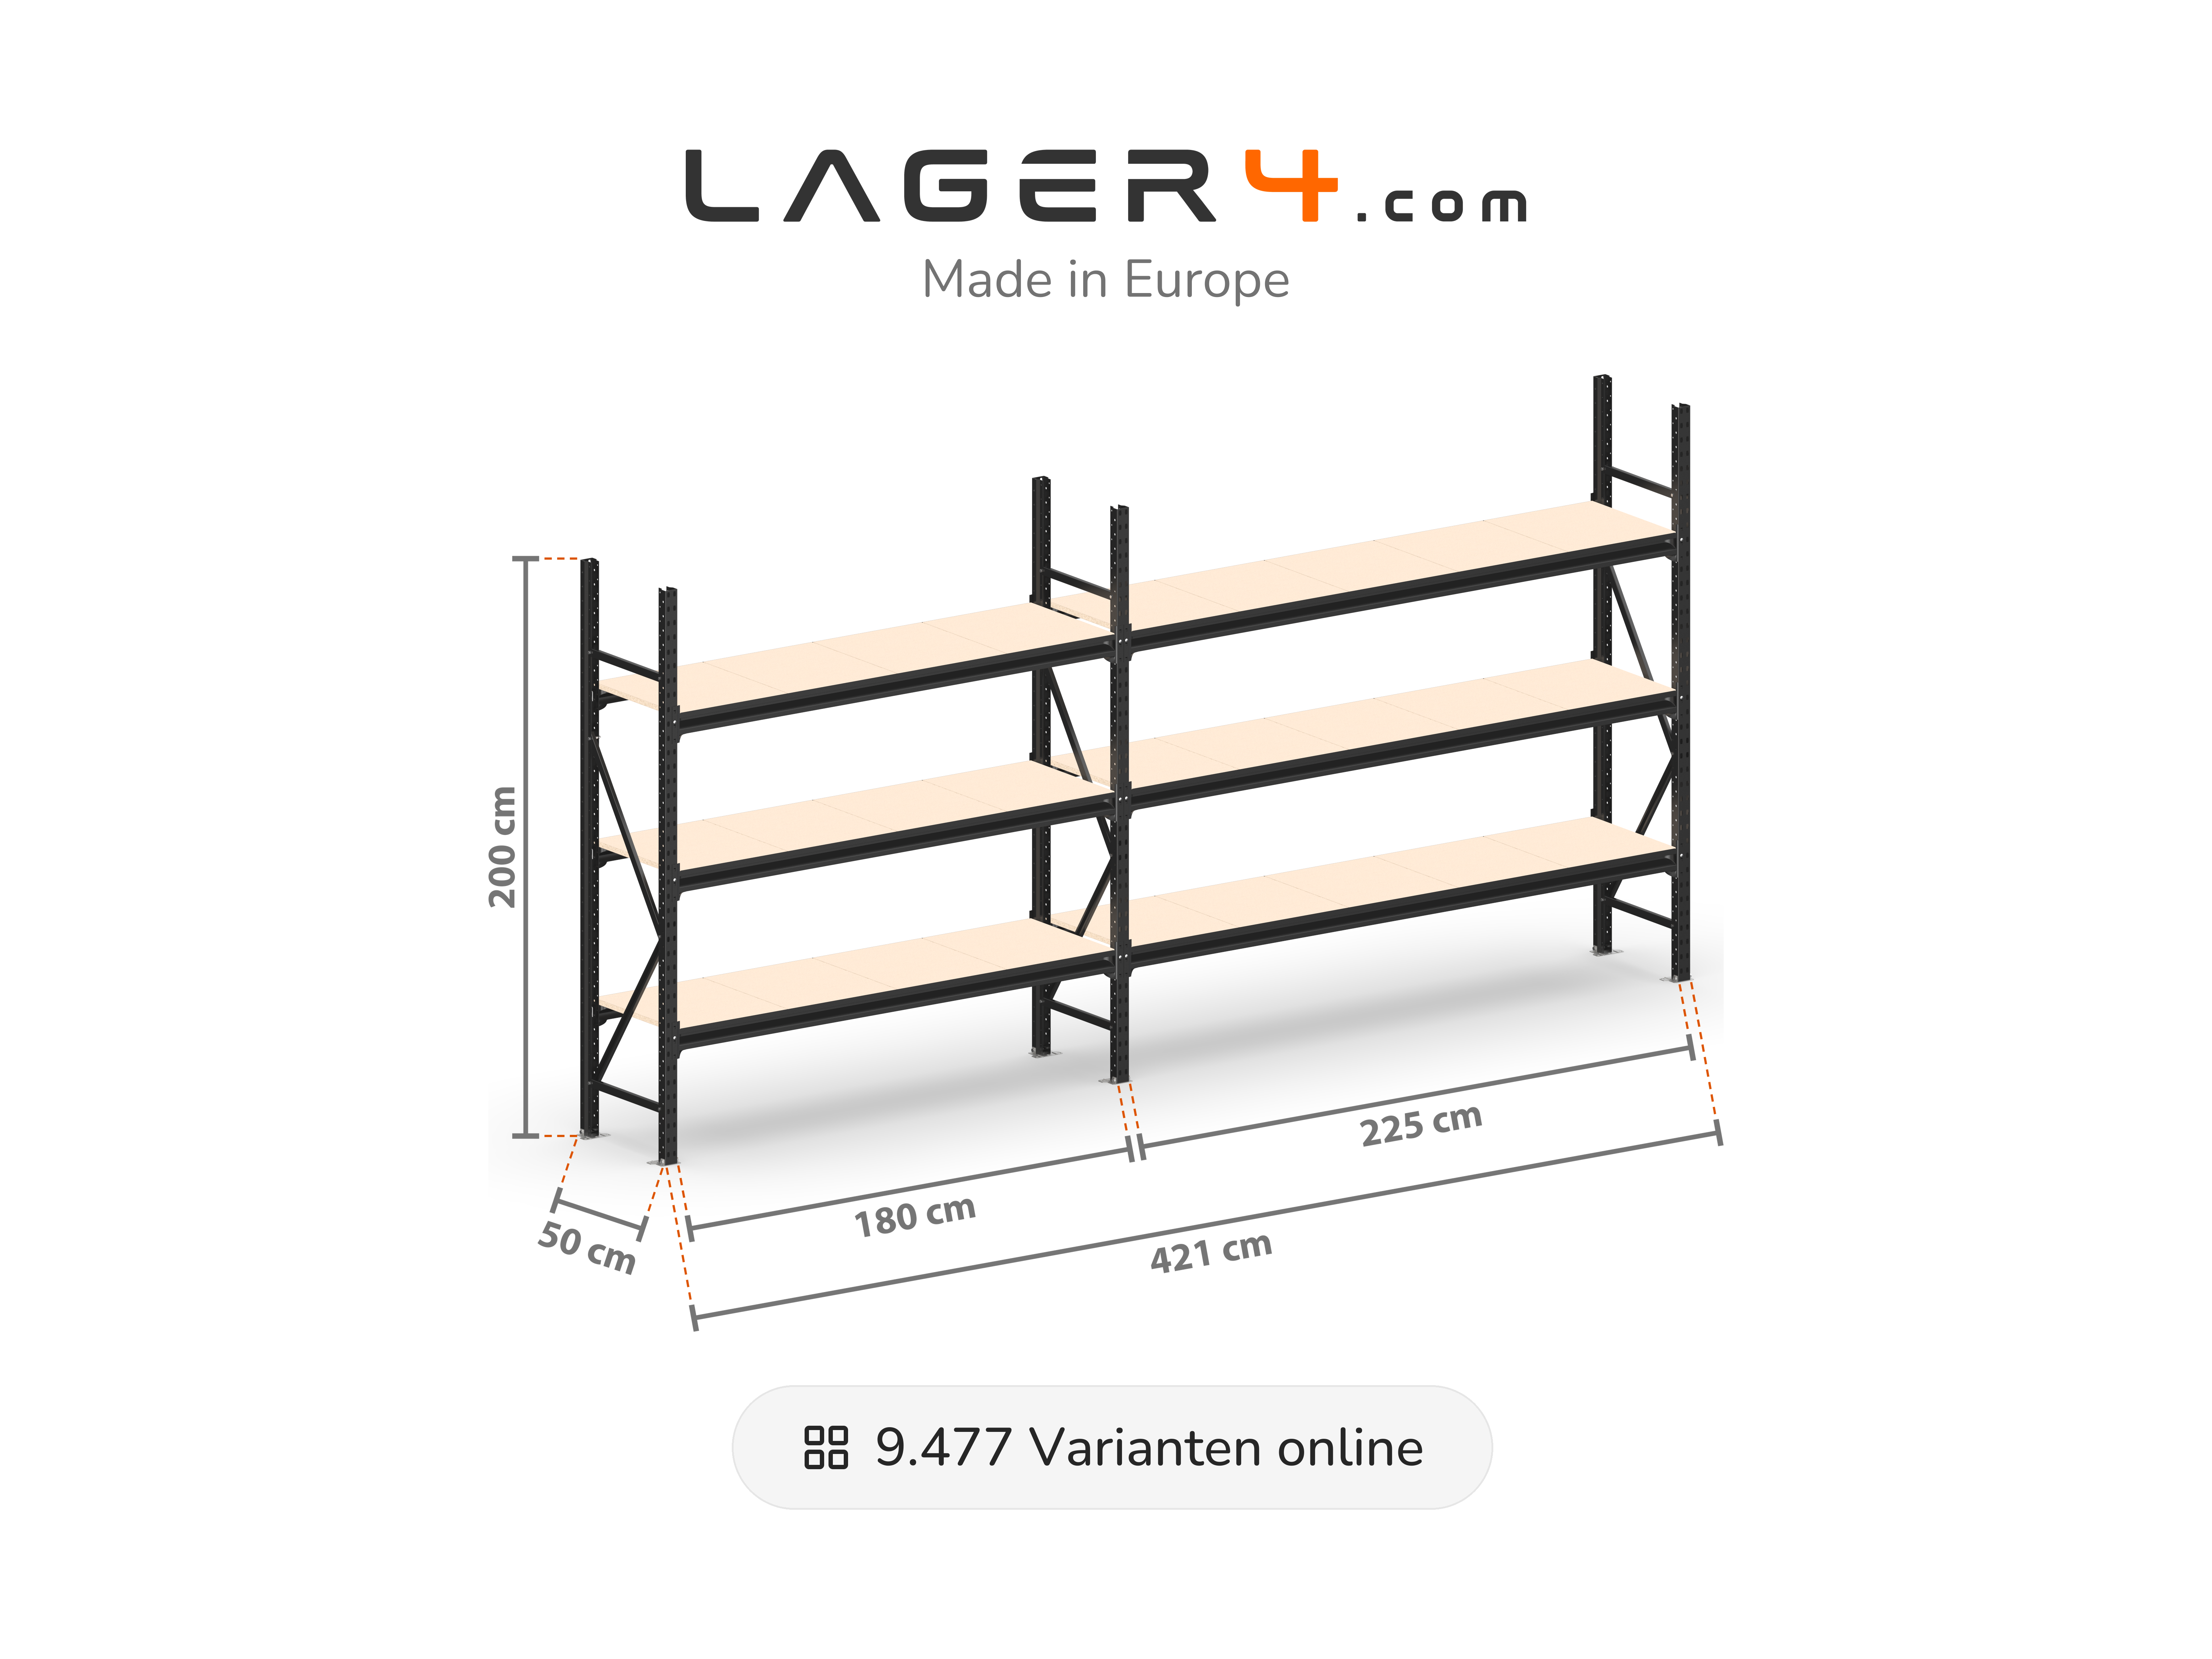 LAGER4.com
Made in Europe
200 cm
50 cm
180 cm
225 cm
421 cm
9.477 Varianten online